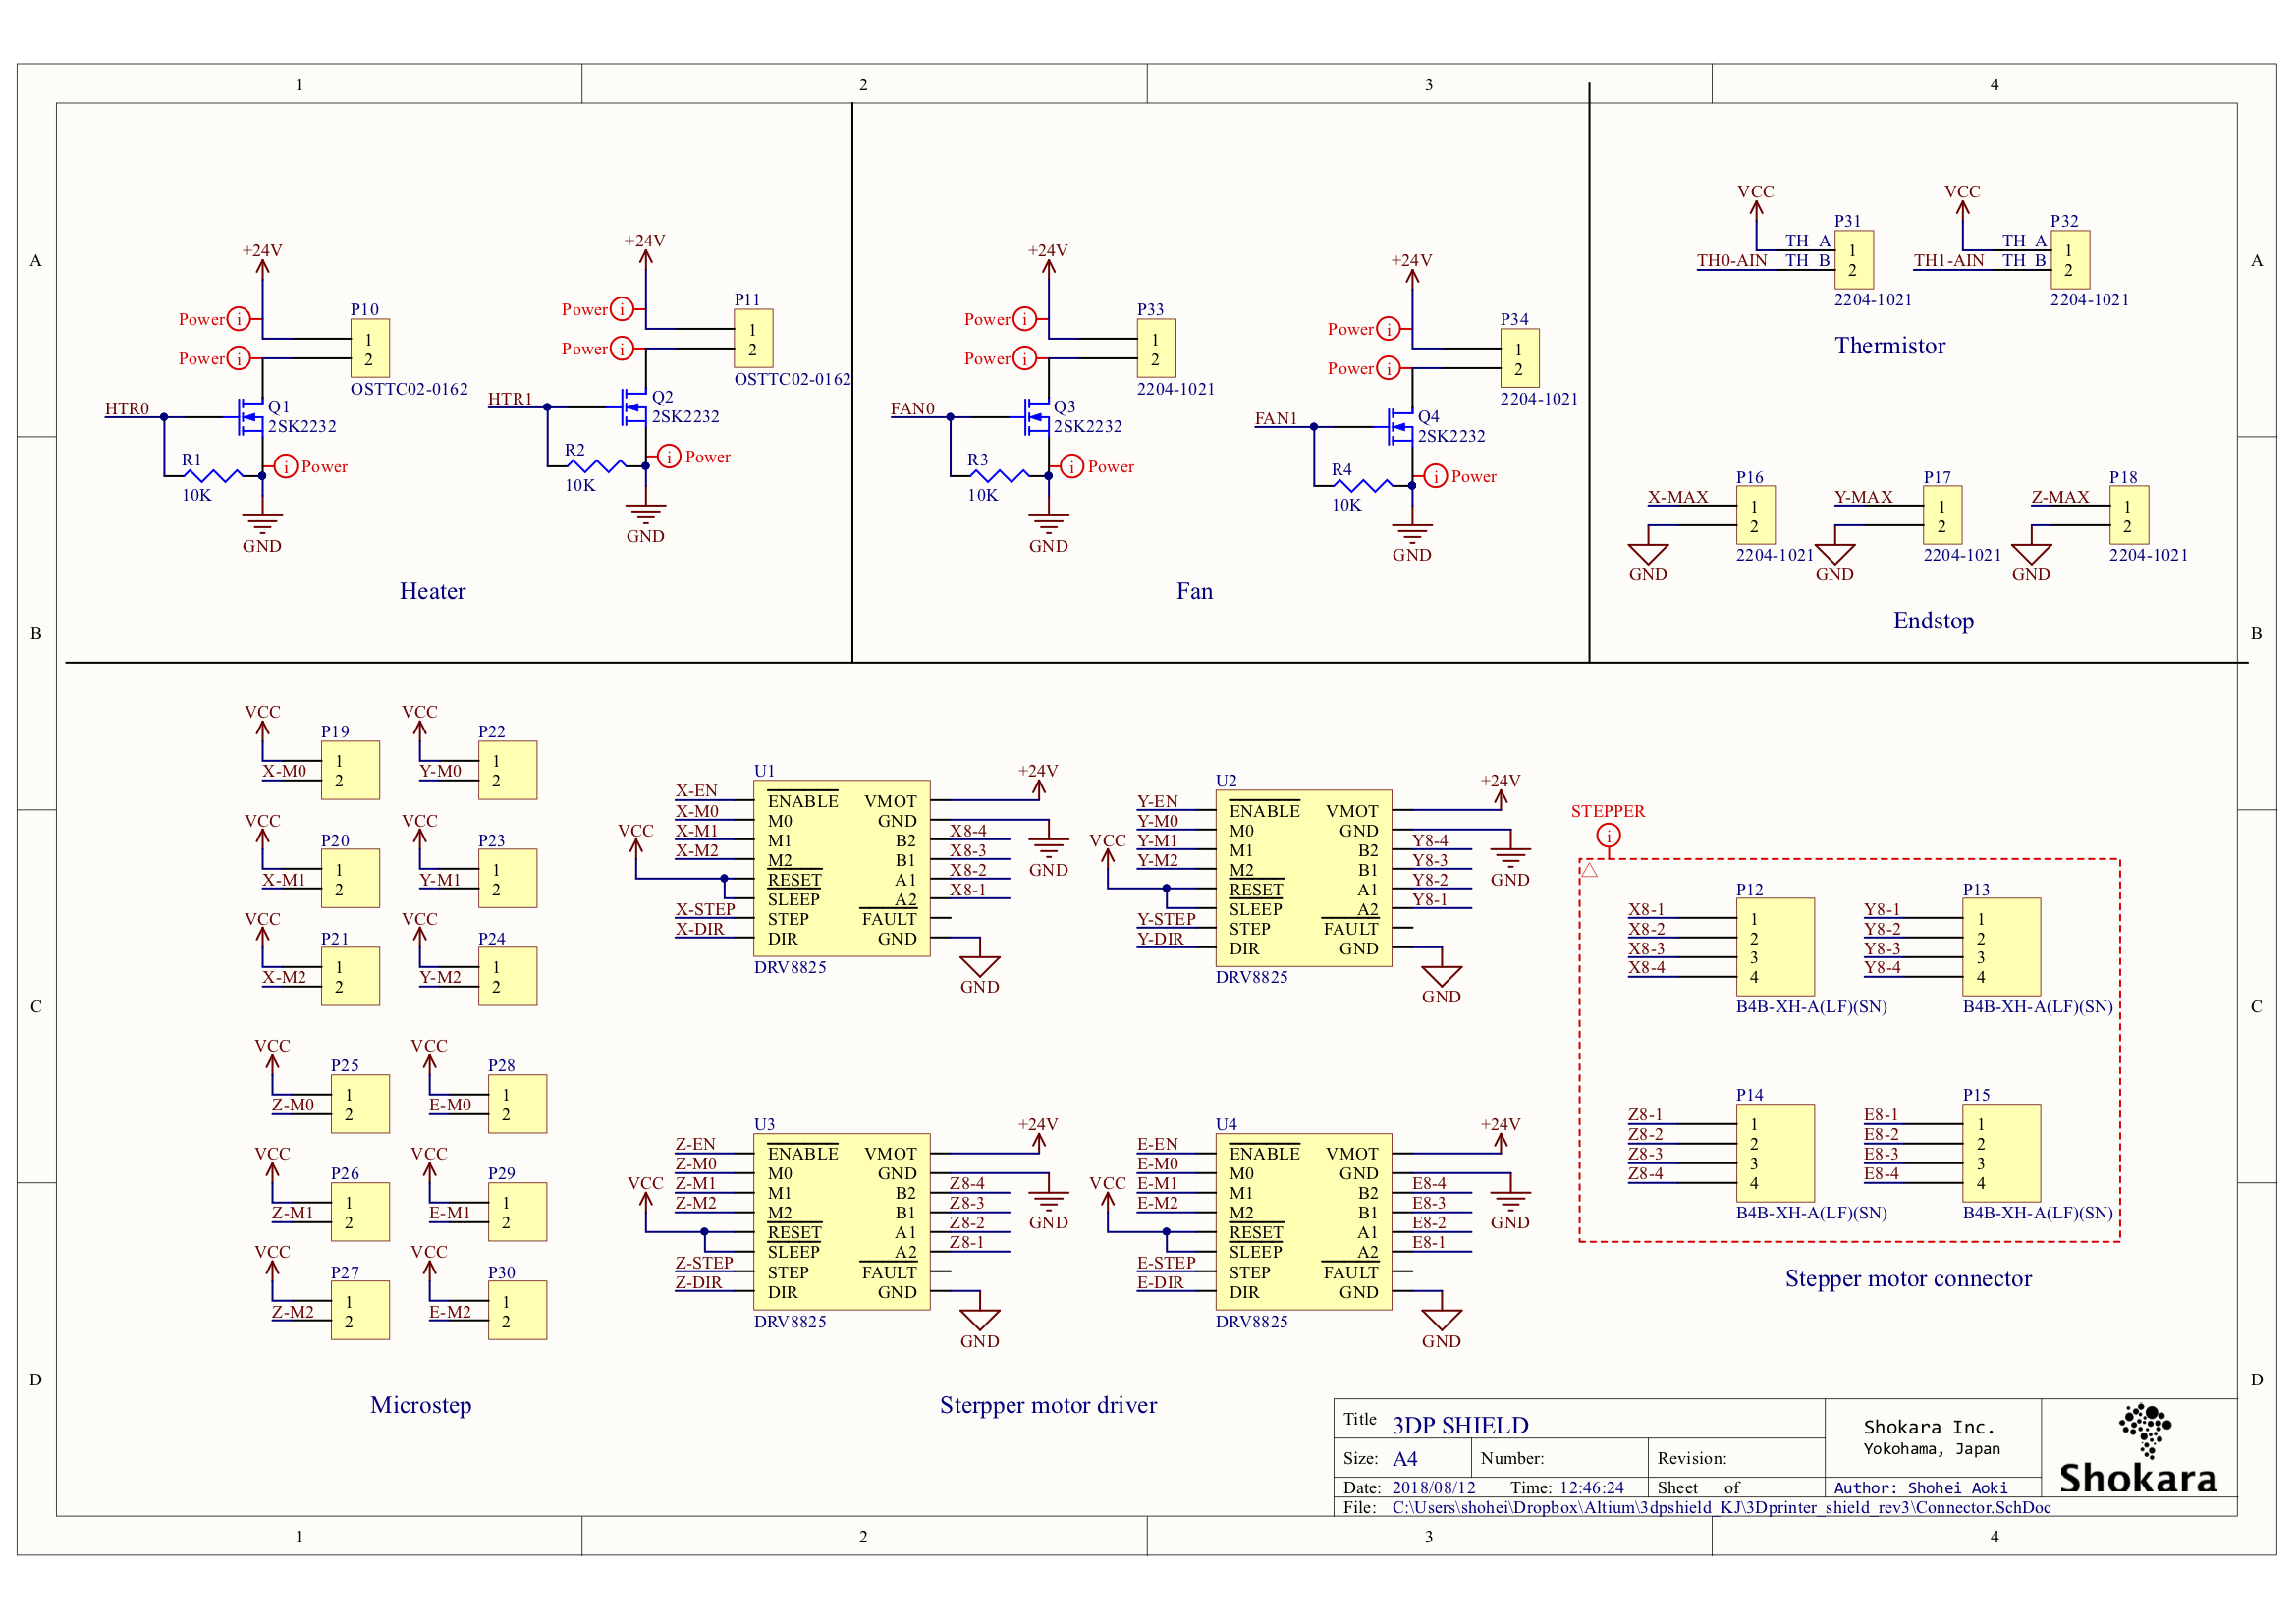 1
2
3
4
A
B
C
D
+24V
Power
Power
P10
1
2
OSTTC02-0162
HTR0
Q1
2SK2232
R1
10K
Power
GND
+24V
Power
Power
P11
1
2
OSTTC02-0162
HTR1
Q2
2SK2232
R2
10K
Power
GND
Heater
+24V
Power
Power
P33
1
2
2204-1021
FAN0
Q3
2SK2232
R3
10K
Power
GND
+24V
Power
Power
P34
1
2
2204-1021
FAN1
Q4
2SK2232
R4
10K
Power
GND
Fan
VCC
P31
TH A
TH0-AIN TH B
1
2
2204-1021
VCC
P32
TH A
TH1-AIN TH B
1
2
2204-1021
Thermistor
P16
X-MAX
1
2
2204-1021
GND
P17
Y-MAX
1
2
2204-1021
GND
P18
Z-MAX
1
2
2204-1021
GND
Endstop
VCC
P19
X-M0
1
2
VCC
P22
Y-M0
1
2
VCC
P20
X-M1
1
2
VCC
P23
Y-M1
1
2
VCC
P21
X-M2
1
2
VCC
P24
Y-M2
1
2
VCC
P25
Z-M0
1
2
VCC
P28
E-M0
1
2
VCC
P26
Z-M1
1
2
VCC
P29
E-M1
1
2
VCC
P27
Z-M2
1
2
VCC
P30
E-M2
1
2
Microstep
U1
X-EN
X-M0
X-M1
X-M2
VCC
X-STEP
X-DIR
ENABLE
M0
M1
M2
RESET
SLEEP
STEP
DIR
VMOT
GND
B2
B1
A1
A2
FAULT
GND
+24V
X8-4
X8-3
X8-2
X8-1
GND
GND
DRV8825
U2
Y-EN
Y-M0
Y-M1
Y-M2
VCC
Y-STEP
Y-DIR
ENABLE
M0
M1
M2
RESET
SLEEP
STEP
DIR
VMOT
GND
B2
B1
A1
A2
FAULT
GND
+24V
Y8-4
Y8-3
Y8-2
Y8-1
GND
GND
DRV8825
U3
Z-EN
Z-M0
Z-M1
Z-M2
VCC
Z-STEP
Z-DIR
ENABLE
M0
M1
M2
RESET
SLEEP
STEP
DIR
VMOT
GND
B2
B1
A1
A2
FAULT
GND
+24V
Z8-4
Z8-3
Z8-2
Z8-1
GND
GND
DRV8825
U4
E-EN
E-M0
E-M1
E-M2
VCC
E-STEP
E-DIR
ENABLE
M0
M1
M2
RESET
SLEEP
STEP
DIR
VMOT
GND
B2
B1
A1
A2
FAULT
GND
+24V
E8-4
E8-3
E8-2
E8-1
GND
GND
DRV8825
Sterpper motor driver
STEPPER
P12
X8-1
X8-2
X8-3
X8-4
1
2
3
4
B4B-XH-A(LF)(SN)
P13
Y8-1
Y8-2
Y8-3
Y8-4
1
2
3
4
B4B-XH-A(LF)(SN)
P14
Z8-1
Z8-2
Z8-3
Z8-4
1
2
3
4
B4B-XH-A(LF)(SN)
P15
E8-1
E8-2
E8-3
E8-4
1
2
3
4
B4B-XH-A(LF)(SN)
Stepper motor connector
Title 3DP SHIELD
Size: A4 Number: Revision:
Date: 2018/08/12 Time: 12:46:24 Sheet of
File: C:\Users\shohei\Dropbox\Altium\3dpshield_KJ\3Dprinter_shield_rev3\Connector.SchDoc
Shokara Inc.
Yokohama, Japan
Author: Shohei Aoki
Shokara
A
B
C
D
1
2
3
4